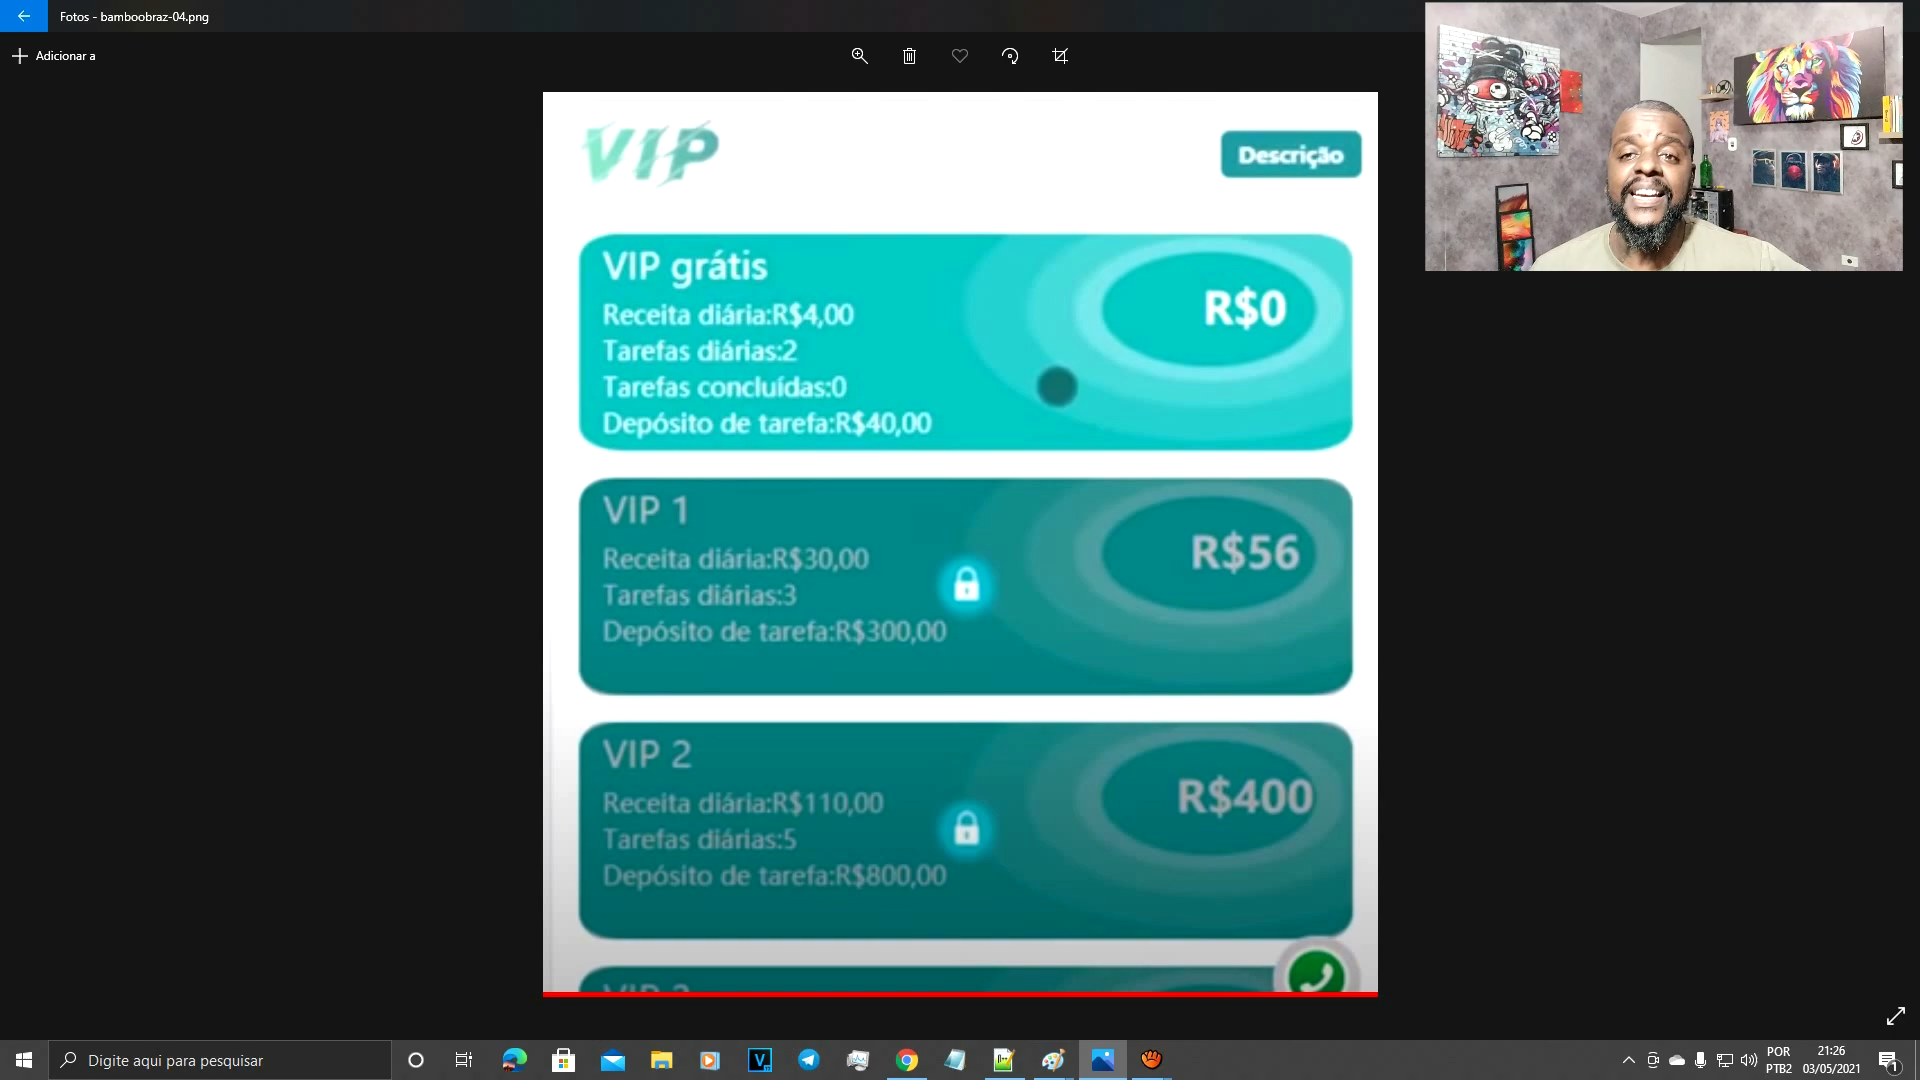 Fotos - bamboobraz-04.png
Adicionar a
VIP
Descrição
VIP grátis
Receita diária:R$4,00
Tarefas diárias:2
Tarefas concluídas:0
Depósito de tarefa:R$40,00
R$0
VIP 1
Receita diária:R$30,00
Tarefas diárias:3
Depósito de tarefa:R$300,00
R$56
VIP 2
Receita diária:R$110,00
Tarefas diárias:5
Depósito de tarefa:R$800,00
R$400
Digite aqui para pesquisar
POR
PTB2
21:26
03/05/2021
1